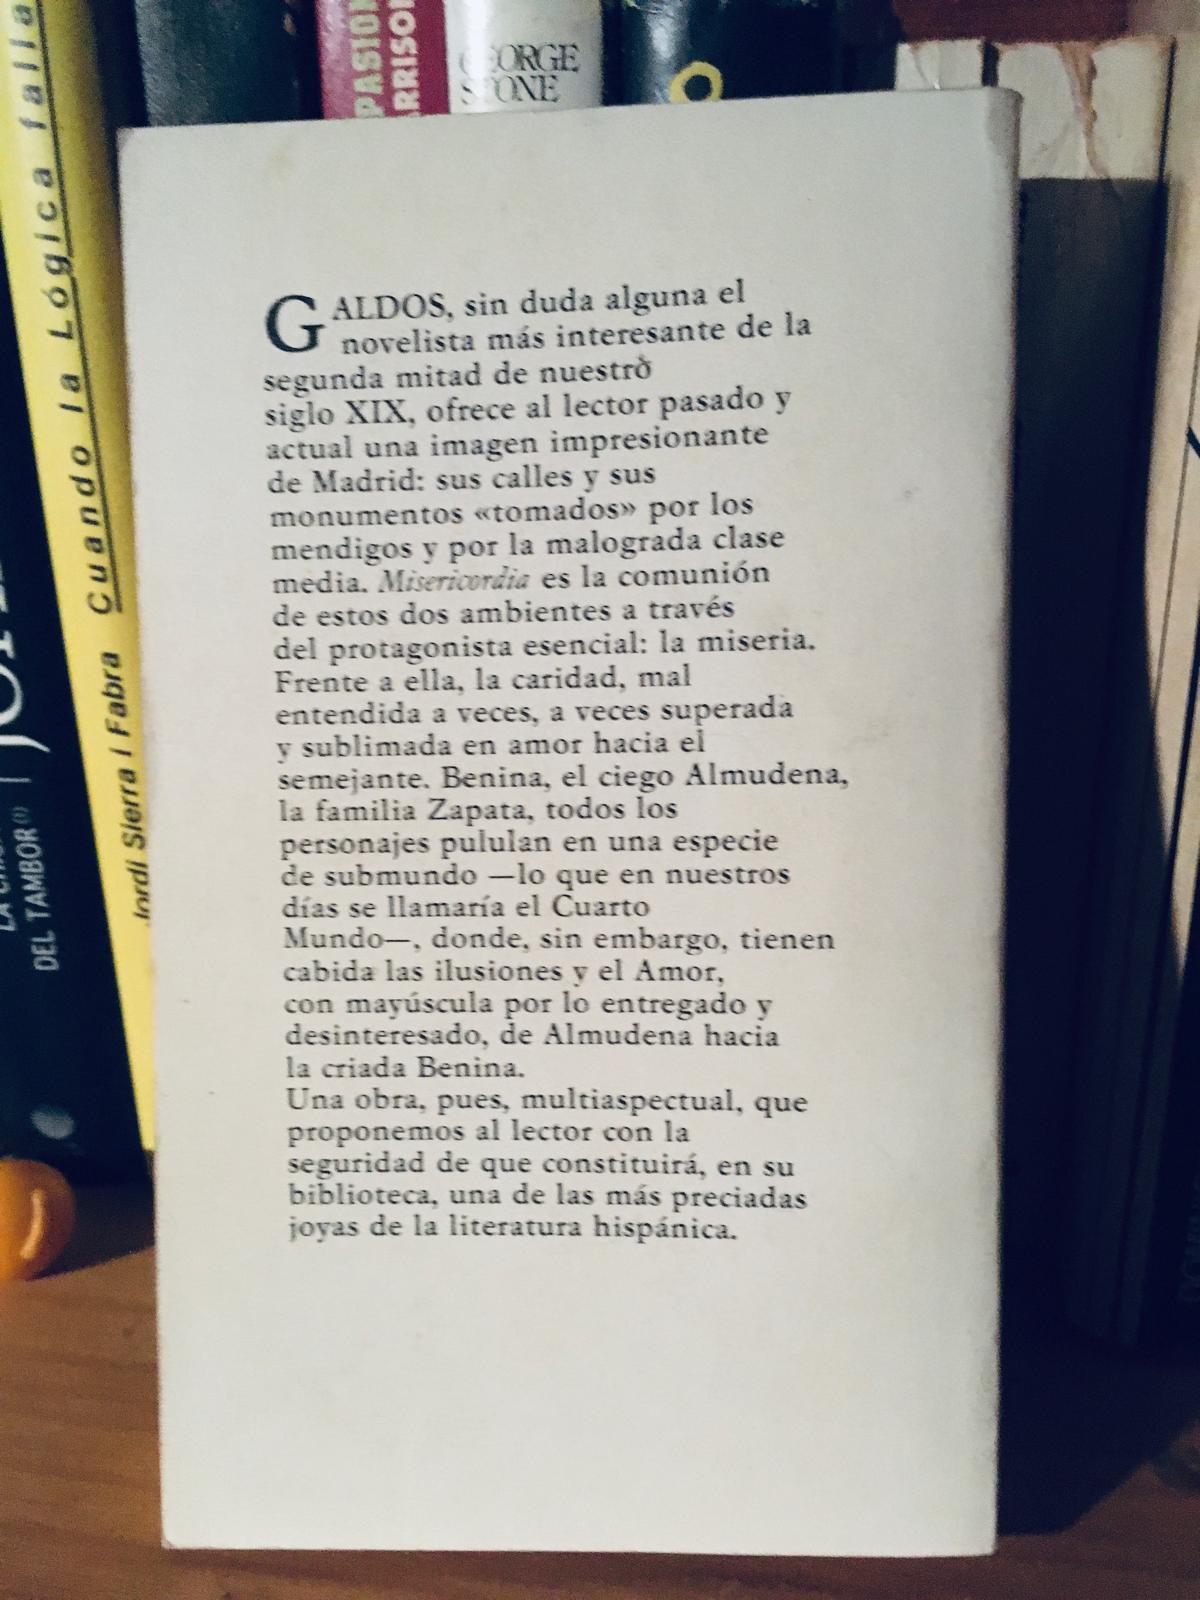 GALDOS, sin duda alguna el
novelista más interesante de la
segunda mitad de nuestro
siglo XIX, ofrece al lector pasado y
actual una imagen impresionante
de Madrid: sus calles y sus
monumentos «tomados» por los
mendigos y por la malograda clase
media. Misericordia es la comunión
de estos dos ambientes a través
del protagonista esencial: la miseria.
Frente a ella, la caridad, mal
entendida a veces, a veces superada
y sublimada en amor hacia el
semejante. Benina, el ciego Almudena,
la familia Zapata, todos los
personajes pululan en una especie
de submundo —lo que en nuestros
días se llamaría el Cuarto
Mundo—, donde, sin embargo, tienen
cabida las ilusiones y el Amor,
con mayúscula por lo entregado y
desinteresado, de Almudena hacia
la criada Benina.
Una obra, pues, multiaspectual, que
proponemos al lector con la
seguridad de que constituirá, en su
biblioteca, una de las más preciadas
joyas de la literatura hispánica.
Jordi Sierra i Fabra Cuando la Lógica falla
DEL TAMBOR
PASION
GEORGE
STONE